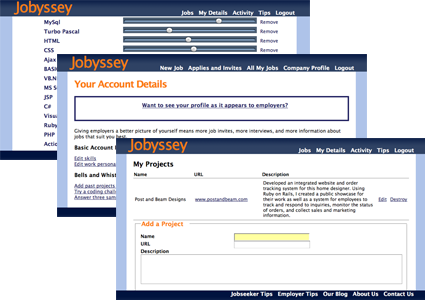 Jobyssey
Jobs My Details Activity Tips Logout
MySql Remove
Turbo Pascal Remove
HTML Remove
CSS Remove
Ajax
BASIC
VB.N
MS S
JSP
C#
Visua
Ruby
PHP
Actio
Jobyssey
New Job Applies and Invites All My Jobs Company Profile Logout
Your Account Details
Want to see your profile as it appears to employers?
Giving employers a better picture of yourself means more job invites, more interviews, and more information about
jobs that suit you best.
Basic Account
Edit skills
Edit work persona
Bells and Whist
Add past projects
Try a coding challe
Answer three sam
Jobyssey
Jobs My Details Activity Tips Logout
My Projects
Name URL Description
Post and Beam Designs www.postandbeam.com Developed an integrated website and order
tracking system for this home designer. Using
Ruby on Rails, I created a public showcase for
their work as well as a system for employees to
track and respond to inquiries, monitor the status
of orders, and collect sales and marketing
information.
Edit Destroy
Add a Project
Name
URL
Description
Jobseeker Tips Employer Tips Our Blog About Us Contact Us